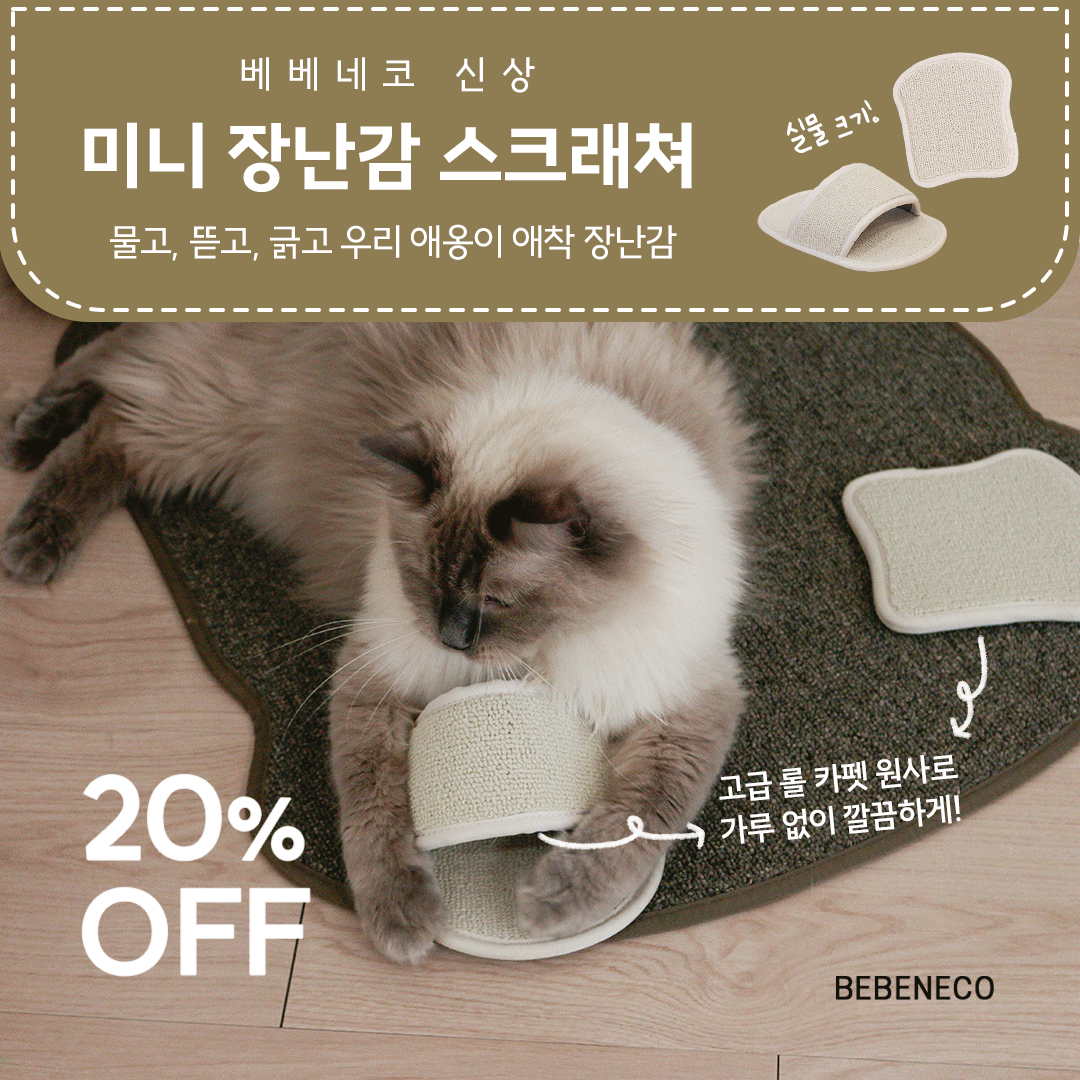 베베네코 신상
미니 장난감 스크래쳐
물고, 뜯고, 긁고 우리 애옹이 애착 장난감
실물 크기.
고급 롤 카펫 원사로
가루 없이 깔끔하게!
20%
OFF
BEBENECO